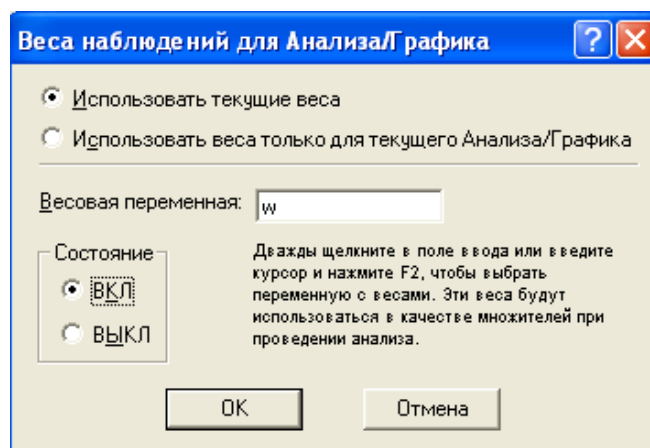 Веса наблюдений для Анализа/Графика
Использовать текущие веса
Использовать веса только для текущего Анализа/Графика
Весовая переменная: w
Состояние
ВКЛ
ВЫКЛ
Дважды щелкните в поле ввода или введите
курсор и нажмите F2, чтобы выбрать
переменную с весами. Эти веса будут
использоваться в качестве множителей при
проведении анализа.
OK
Отмена